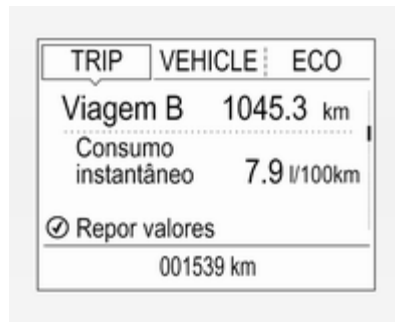 TRIP VEHICLE ECO
Viagem B 1045.3 km
Consumo
instantâneo 7.9 l/100km
Repor valores
001539 km